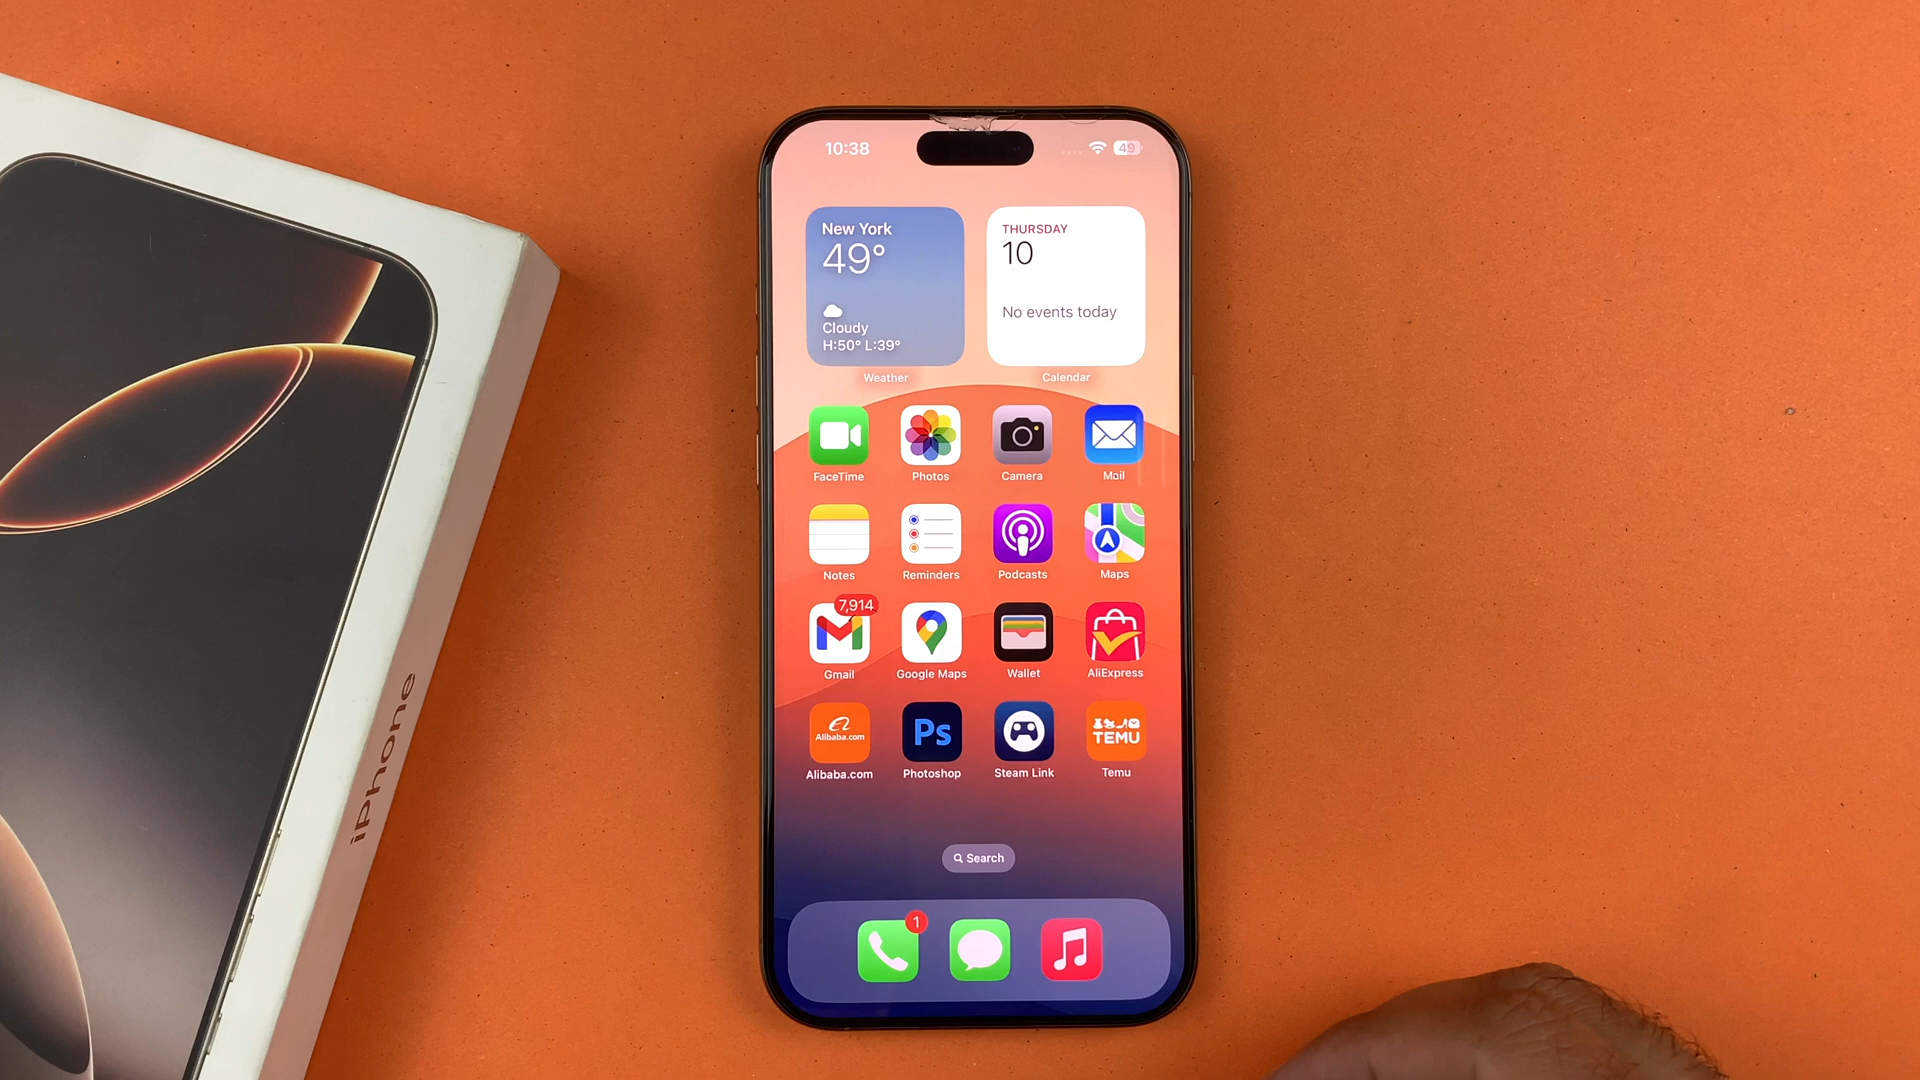 10:38
49
New York
49°
Cloudy
H:50° L:39°
Weather
THURSDAY
10
No events today
Calendar
FaceTime
Photos
Camera
Mail
Notes
Reminders
Podcasts
Maps
7,914
Gmail
Google Maps
Wallet
AliExpress
Alibaba.com
Ps
TEMU
Alibaba.com
Photoshop
Steam Link
Temu
Search
1
iPhone